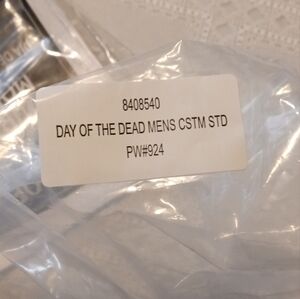 8408540
DAY OF THE DEAD MENS CSTM STD
PW#924